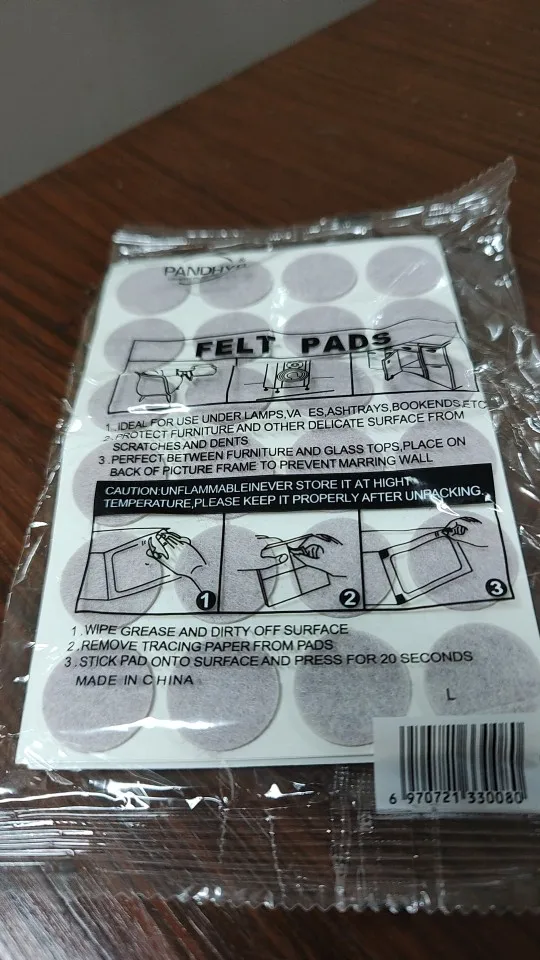 FELT PADS
1.IDEAL FOR USE UNDER LAMPS,VA ES,ASHTRAYS,BOOKENDS.ETC
2.PROTECT FURNITURE AND OTHER DELICATE SURFACE FROM
SCRATCHES AND DENTS
3.PERFECT BETWEEN FURNITURE AND GLASS TOPS,PLACE ON
BACK OF PICTURE FRAME TO PREVENT MARRING WALL
CAUTION:UNFLAMMABLE!NEVER STORE IT AT HIGHT
TEMPERATURE,PLEASE KEEP IT PROPERLY AFTER UNPACKING.
1
2
3
1.WIPE GREASE AND DIRTY OFF SURFACE
2.REMOVE TRACING PAPER FROM PADS
3.STICK PAD ONTO SURFACE AND PRESS FOR 20 SECONDS
MADE IN CHINA
L
6 970721 330080